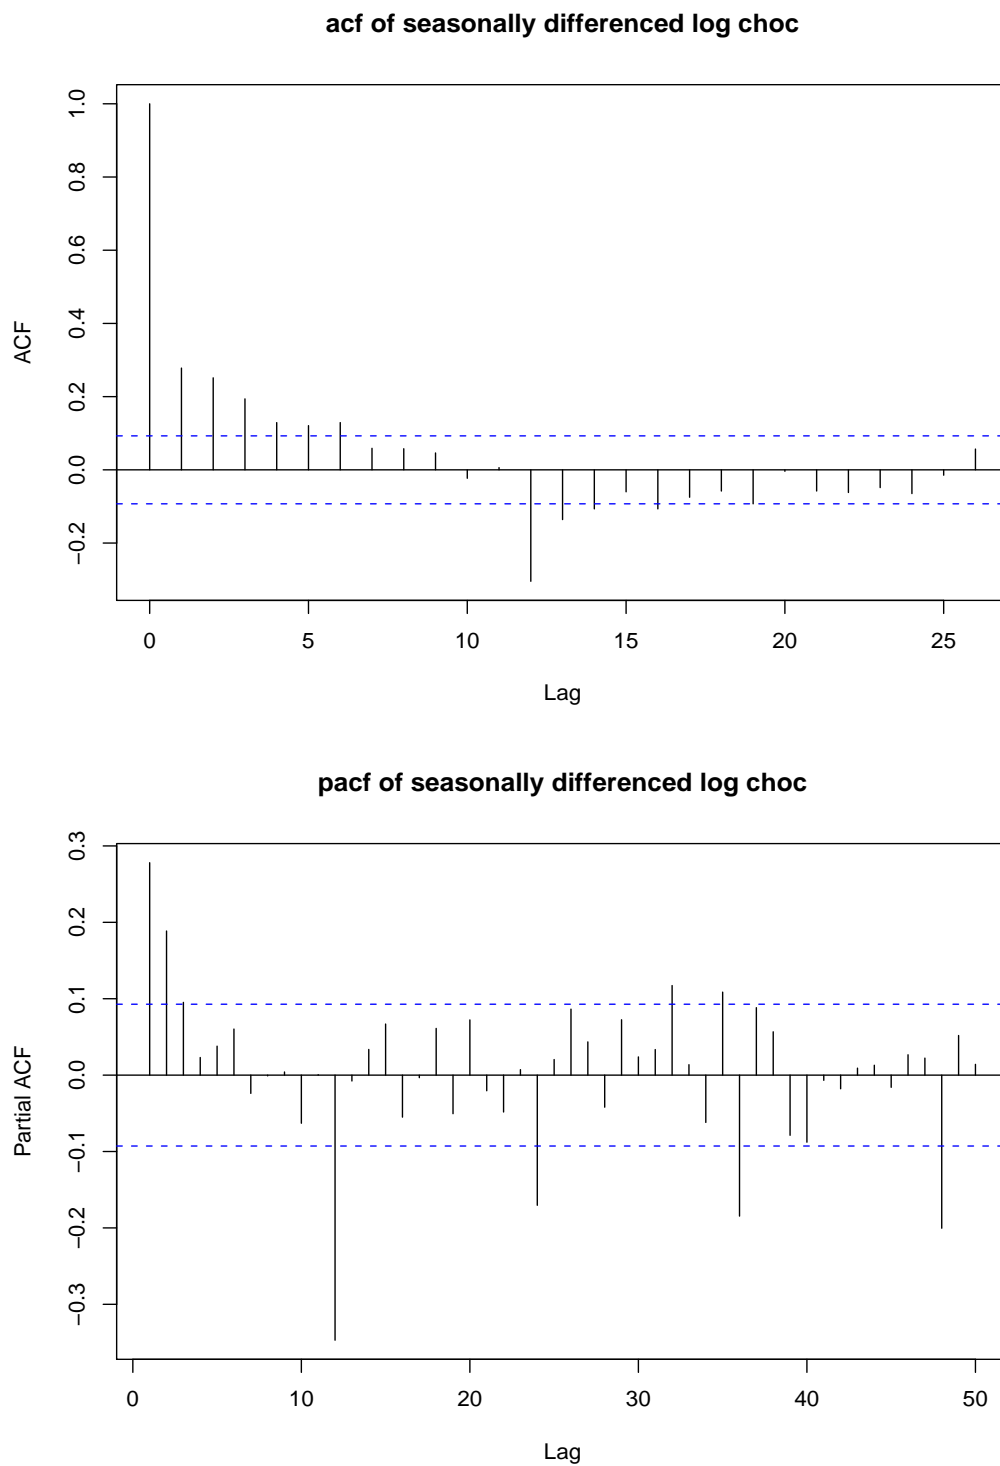 acf of seasonally differenced log choc
1.0
0.8
0.6
0.4
0.2
0.0
−0.2
ACF
0 5 10 15 20 25
Lag
pacf of seasonally differenced log choc
0.3
0.2
0.1
0.0
−0.1
−0.2
−0.3
Partial ACF
0 10 20 30 40 50
Lag